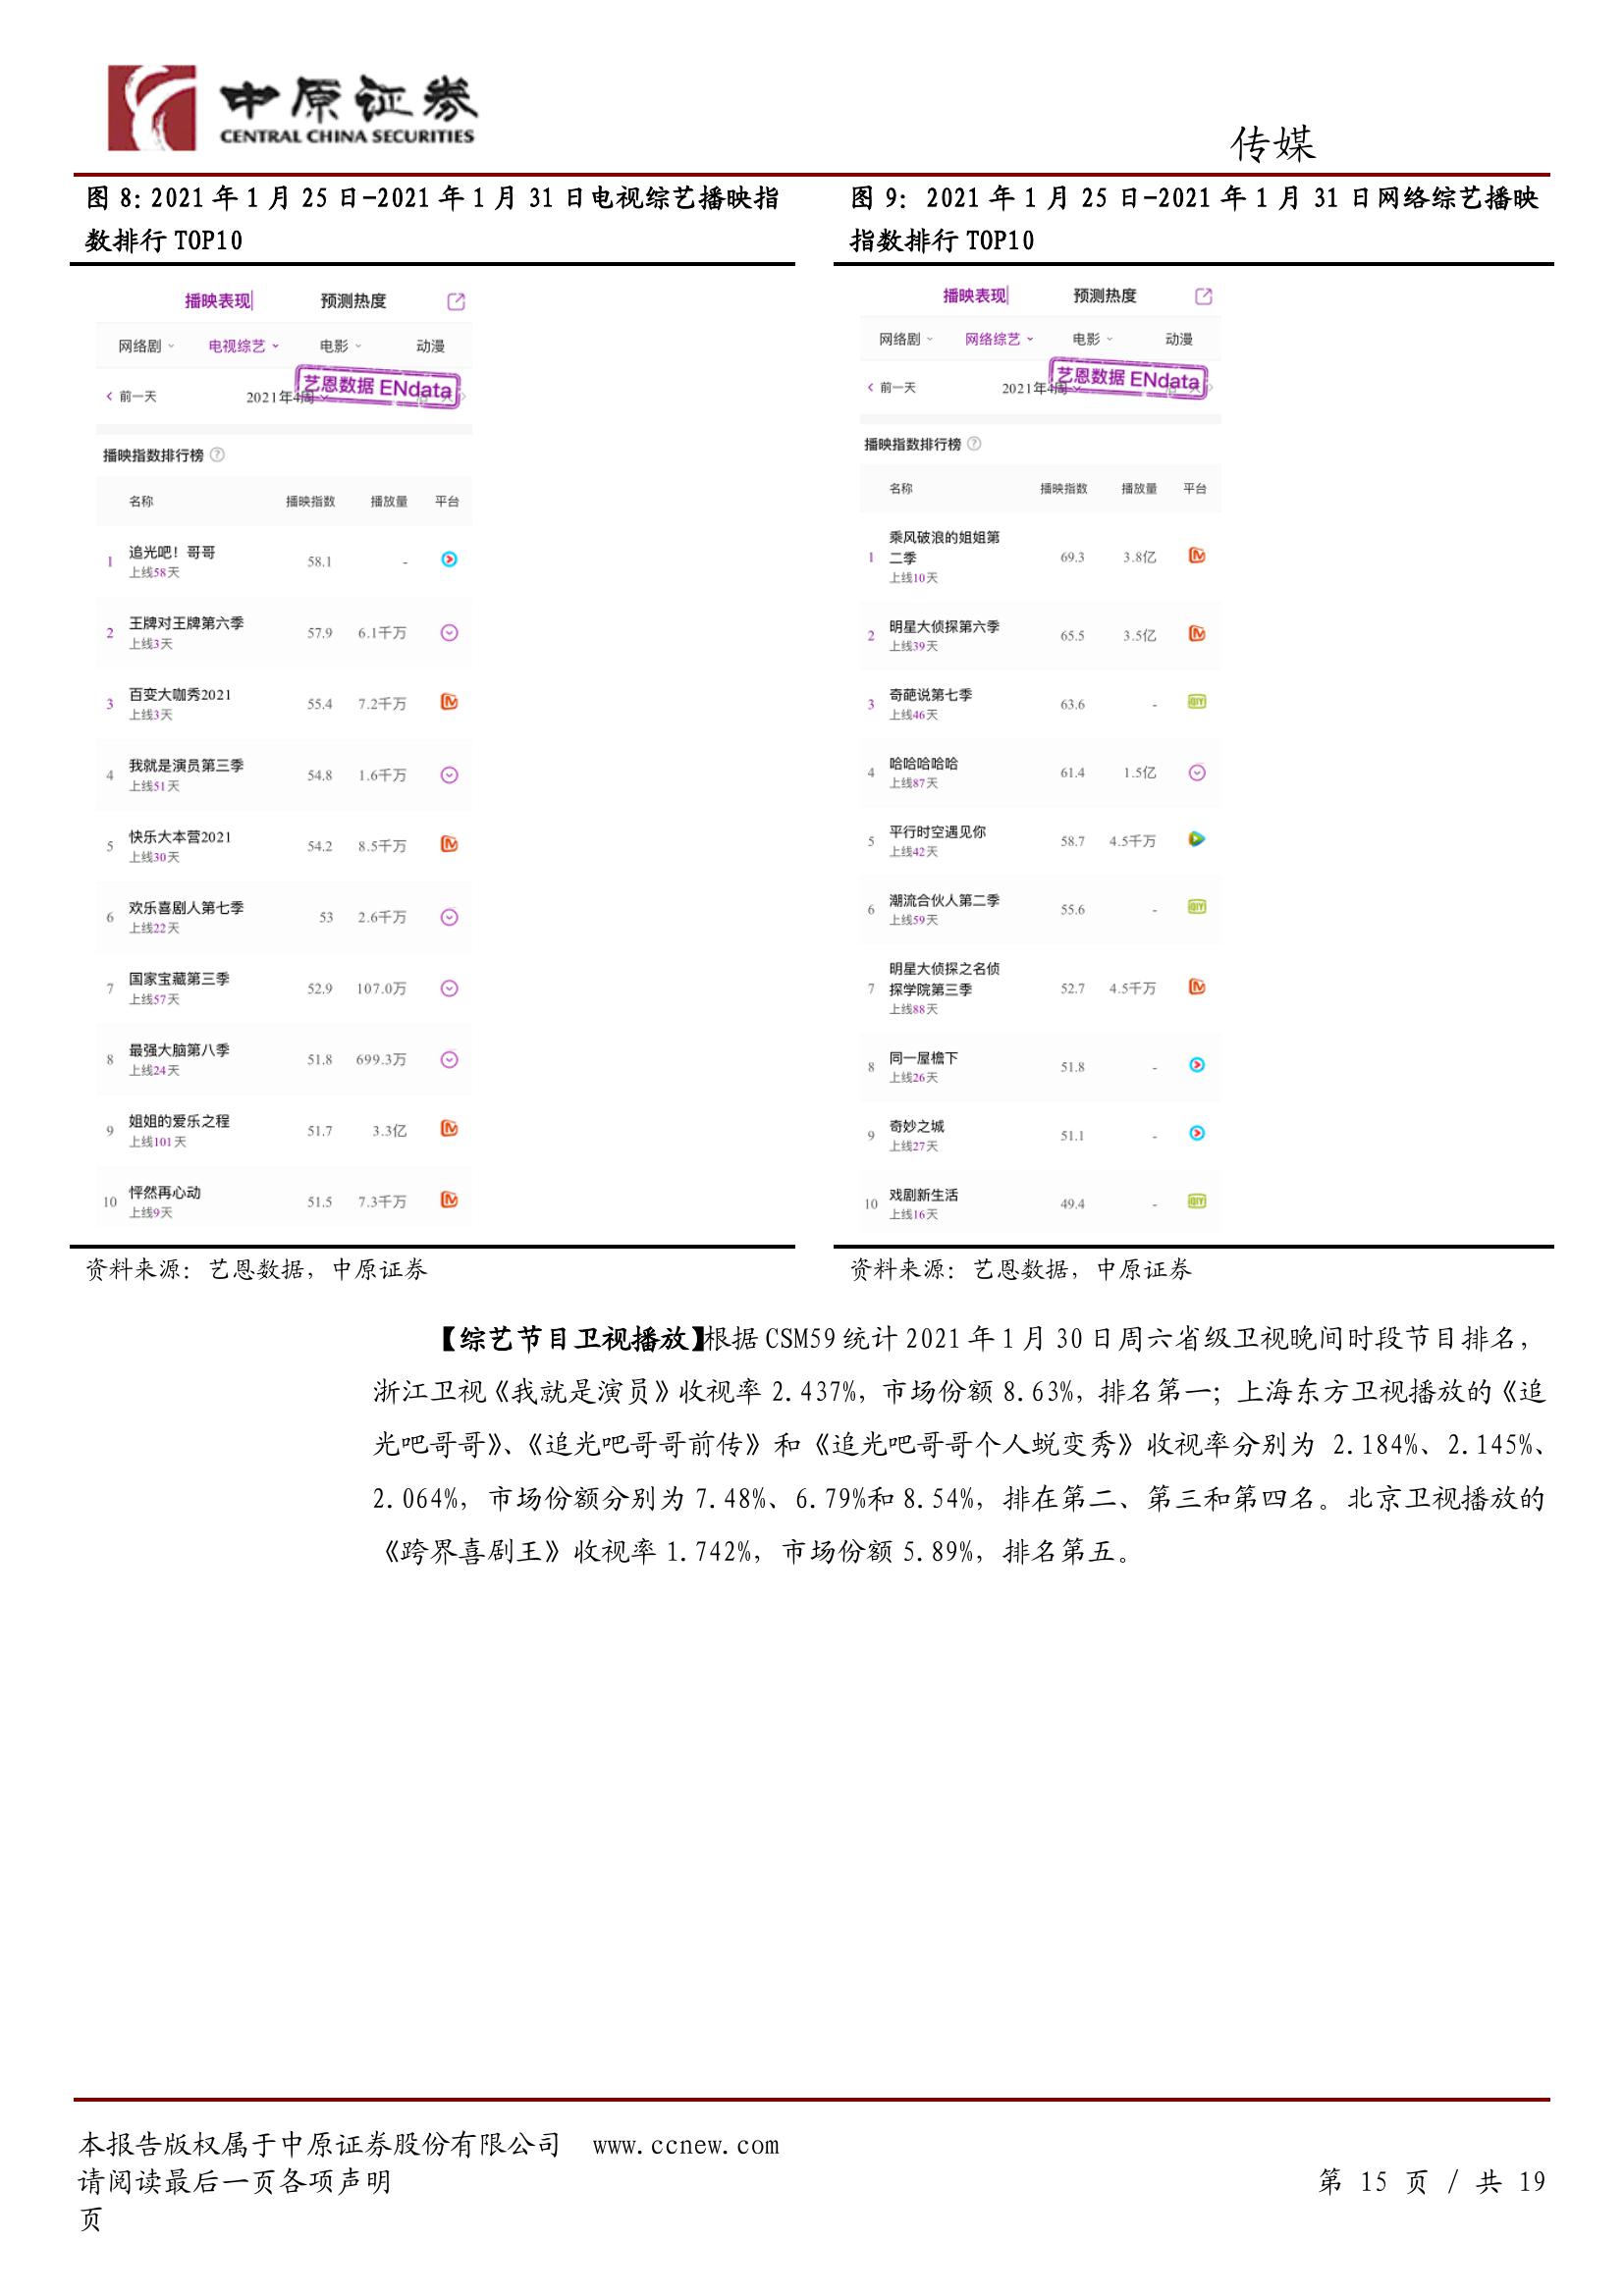 中原证券
CENTRAL CHINA SECURITIES
传媒
图 8: 2021 年 1 月 25 日-2021 年 1 月 31 日电视综艺播映指
数排行 TOP10
播映表现
预测热度
网络剧
电视综艺
电影
动漫
艺恩数据 ENdata
前一天
2021年4周
播映指数排行榜
名称 播映指数 播放量 平台
1 追光吧！哥哥 58.1 -
上线58天
2 王牌对王牌第六季 57.9 6.1千万
上线3天
3 百变大咖秀2021 55.4 7.2千万
上线3天
4 我就是演员第三季 54.8 1.6千万
上线51天
5 快乐大本营2021 54.2 8.5千万
上线30天
6 欢乐喜剧人第七季 53 2.6千万
上线22天
7 国家宝藏第三季 52.9 107.0万
上线57天
8 最强大脑第八季 51.8 699.3万
上线24天
9 姐姐的爱乐之程 51.7 3.3亿
上线101天
10 怦然再心动 51.5 7.3千万
上线9天
资料来源：艺恩数据，中原证券
图 9: 2021 年 1 月 25 日-2021 年 1 月 31 日网络综艺播映
指数排行 TOP10
播映表现
预测热度
网络剧
网络综艺
电影
动漫
艺恩数据 ENdata
前一天
2021年4周
播映指数排行榜
名称 播映指数 播放量 平台
乘风破浪的姐姐第
1 二季 69.3 3.8亿
上线10天
2 明星大侦探第六季 65.5 3.5亿
上线39天
3 奇葩说第七季 63.6 -
上线46天
4 哈哈哈哈哈 61.4 1.5亿
上线87天
5 平行时空遇见你 58.7 4.5千万
上线42天
6 潮流合伙人第二季 55.6 -
上线59天
明星大侦探之名侦
7 探学院第三季 52.7 4.5千万
上线88天
8 同一屋檐下 51.8 -
上线26天
9 奇妙之城 51.1 -
上线27天
10 戏剧新生活 49.4 -
上线16天
资料来源：艺恩数据，中原证券
【综艺节目卫视播放】根据 CSM59 统计 2021 年 1 月 30 日周六省级卫视晚间时段节目排名，
浙江卫视《我就是演员》收视率 2.437%，市场份额 8.63%，排名第一；上海东方卫视播放的《追
光吧哥哥》、《追光吧哥哥前传》和《追光吧哥哥个人蜕变秀》收视率分别为 2.184%、2.145%、
2.064%，市场份额分别为 7.48%、6.79%和 8.54%，排在第二、第三和第四名。北京卫视播放的
《跨界喜剧王》收视率 1.742%，市场份额 5.89%，排名第五。
本报告版权属于中原证券股份有限公司 www.ccnew.com
请阅读最后一页各项声明 第 15 页 / 共 19
页